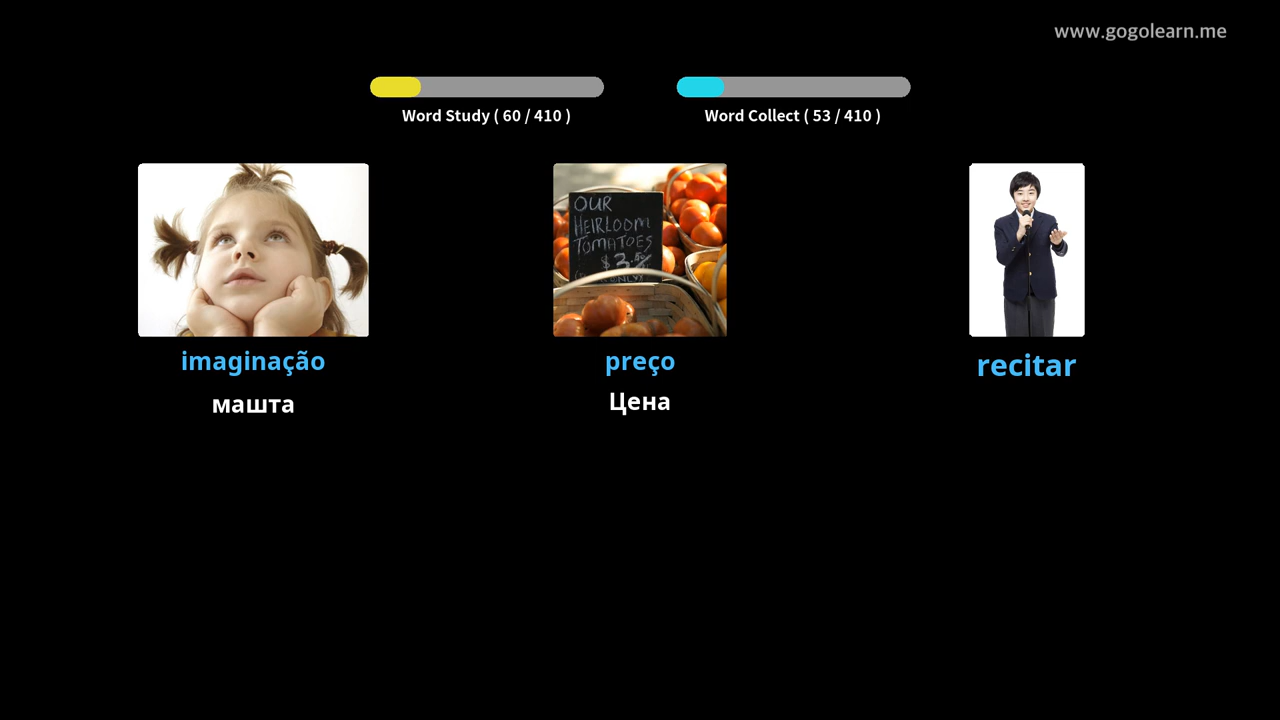 www.gogolearn.me
Word Study ( 60 / 410 )
Word Collect ( 53 / 410 )
OUR
HEIRLOOM
TOMATOES
imaginação
машта
preço
Цена
recitar